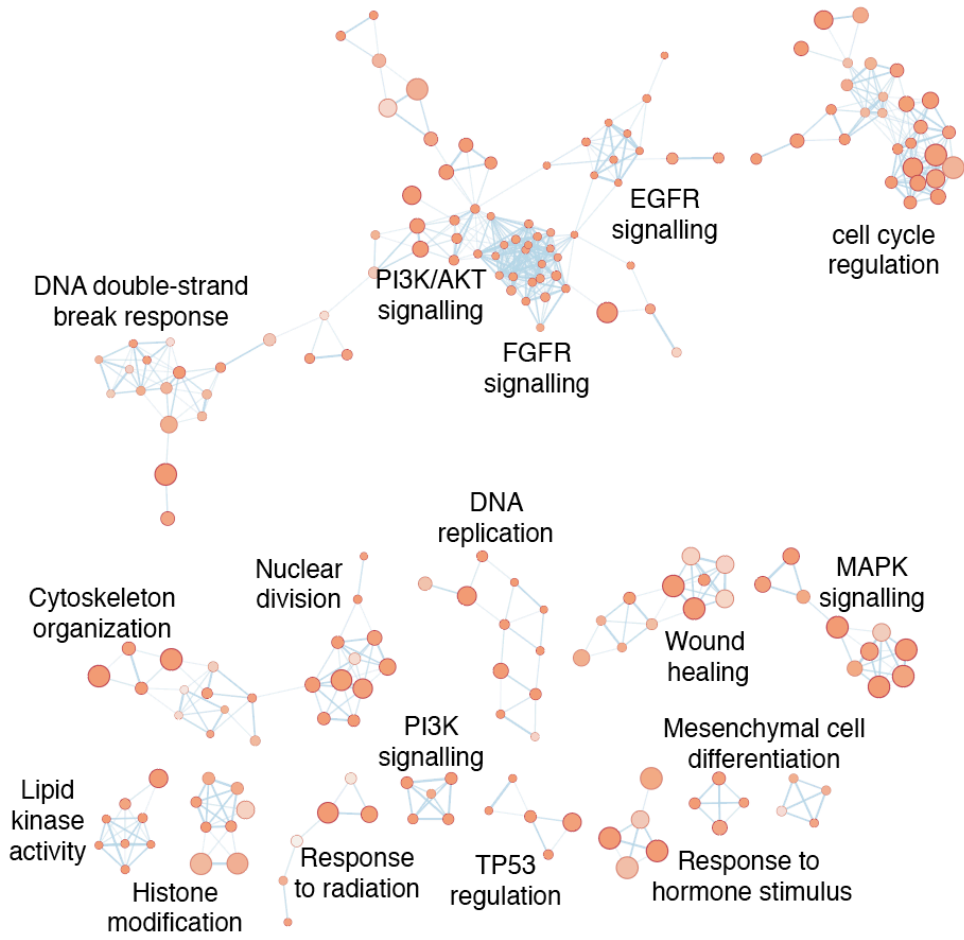 EGFR
signalling
cell cycle
regulation
PI3K/AKT
signalling
DNA double-strand
break response
FGFR
signalling
DNA
replication
Nuclear
division
Cytoskeleton
organization
MAPK
signalling
Wound
healing
PI3K
signalling
Mesenchymal cell
differentiation
Lipid
kinase
activity
Histone
modification
Response
to radiation
TP53
regulation
Response to
hormone stimulus